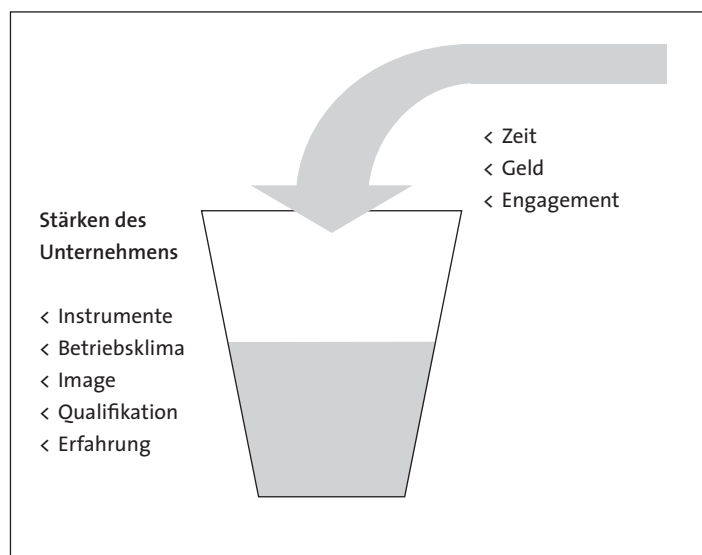 < Zeit
< Geld
< Engagement
Stärken des
Unternehmens
< Instrumente
< Betriebsklima
< Image
< Qualifikation
< Erfahrung